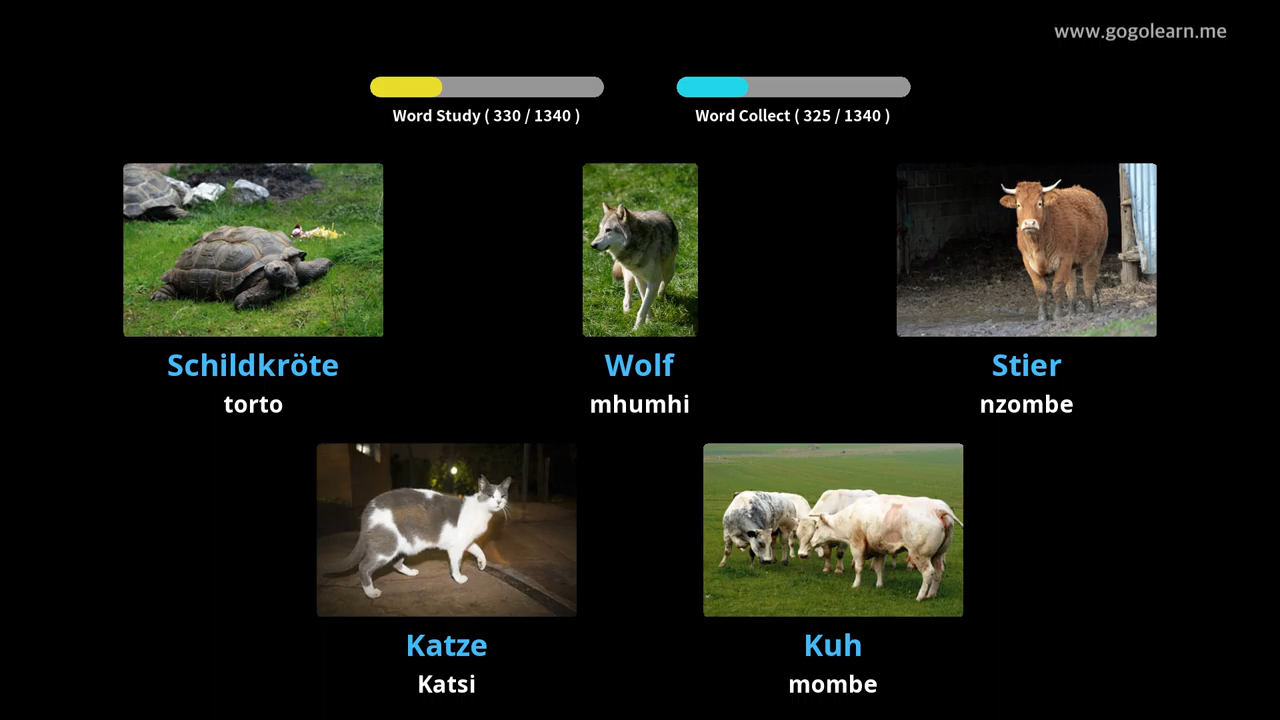 www.gogolearn.me
Word Study ( 330 / 1340 )
Word Collect ( 325 / 1340 )
Schildkröte
torto
Wolf
mhumhi
Stier
nzombe
Katze
Katsi
Kuh
mombe